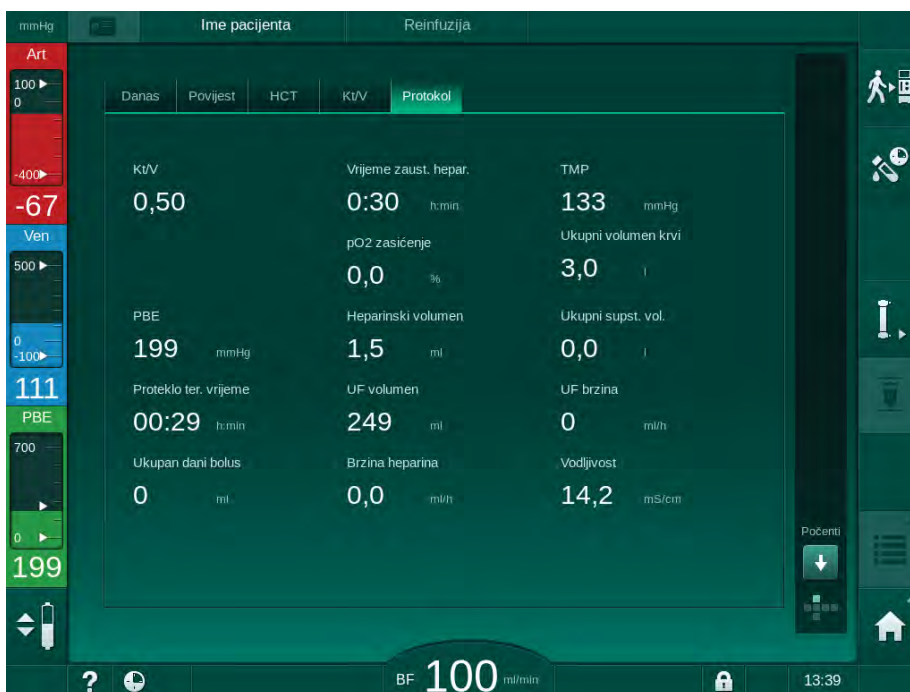 mmHg
Ime pacijenta
Reinfuzija
Art
100
0
-400
-67
Ven
500
0
-100
111
PBE
700
0
199
Danas
Povijest
HCT
Kt/V
Protokol
Kt/V
Vrijeme zaust. hepar.
TMP
0,50
0:30 h:min
133 mmHg
pO2 zasićenje
Ukupni volumen krvi
0,0 %
3,0 l
PBE
Heparinski volumen
Ukupni supst. vol.
199 mmHg
1,5 ml
0,0 l
Proteklo ter. vrijeme
UF volumen
UF brzina
00:29 h:min
249 ml
0 ml/h
Ukupan dani bolus
Brzina heparina
Vodljivost
0 ml
0,0 ml/h
14,2 mS/cm
Počenti
?
BF 100 ml/min
13:39